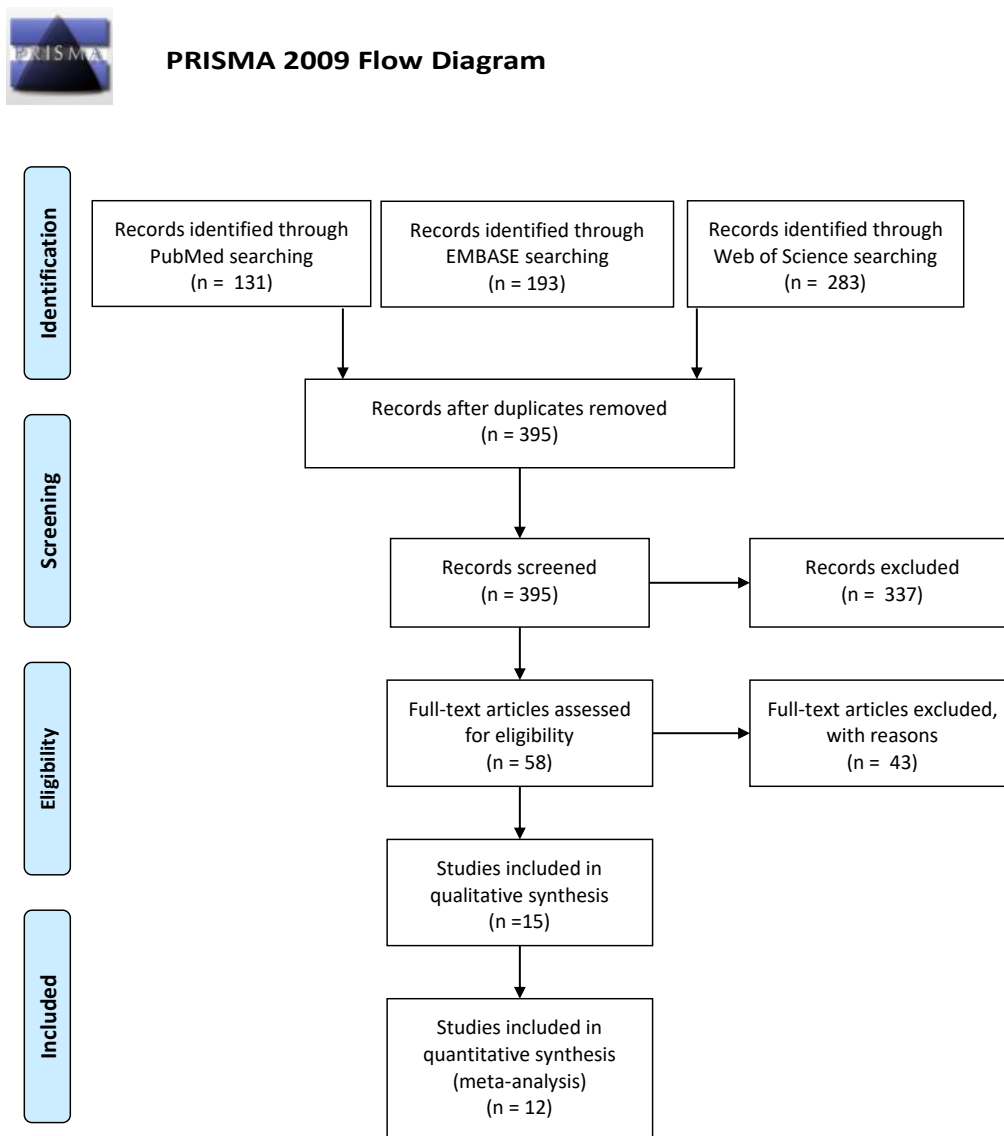 PRISMA
PRISMA 2009 Flow Diagram
Identification
Records identified through
PubMed searching
(n = 131)
Records identified through
EMBASE searching
(n = 193)
Records identified through
Web of Science searching
(n = 283)
Records after duplicates removed
(n = 395)
Screening
Records screened
(n = 395)
Records excluded
(n = 337)
Eligibility
Full-text articles assessed
for eligibility
(n = 58)
Full-text articles excluded,
with reasons
(n = 43)
Studies included in
qualitative synthesis
(n =15)
Included
Studies included in
quantitative synthesis
(meta-analysis)
(n = 12)